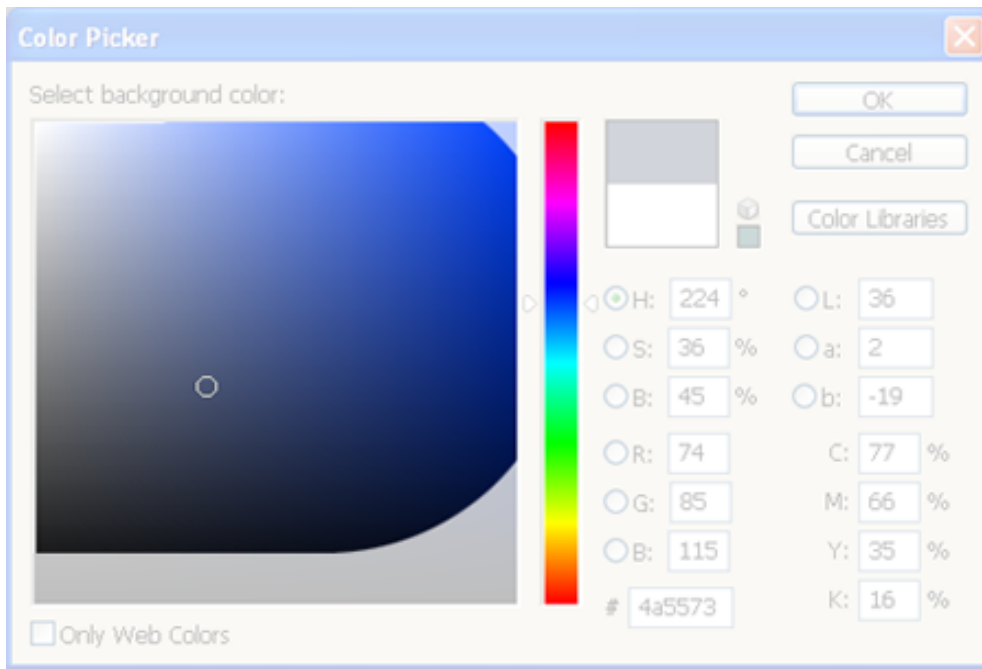 Color Picker
Select background color:
OK
Cancel
Color Libraries
H: 224 °
S: 36 %
B: 45 %
R: 74
G: 85
B: 115
# 4a5573
L: 36
a: 2
b: -19
C: 77 %
M: 66 %
Y: 35 %
K: 16 %
Only Web Colors